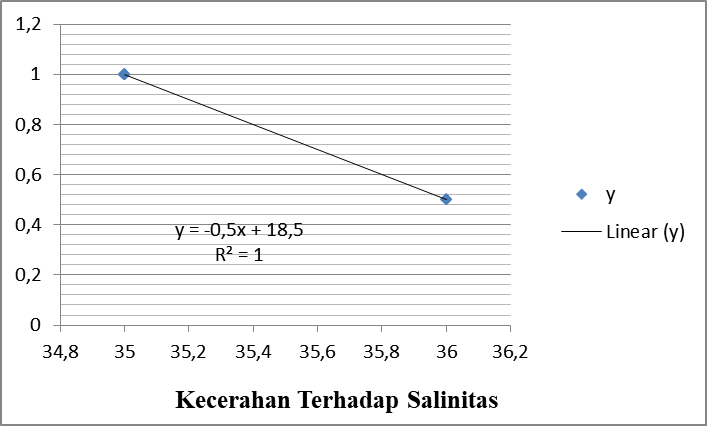 1,2
1
0,8
0,6
0,4
0,2
0
y = -0,5x + 18,5
R² = 1
y
Linear (y)
34,8 35 35,2 35,4 35,6 35,8 36 36,2
Kecerahan Terhadap Salinitas